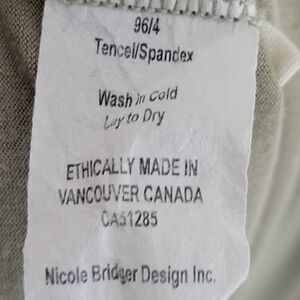 96/4
Tencel/Spandex
Wash in Cold
Lay to Dry
ETHICALLY MADE IN
VANCOUVER CANADA
CA51285
Nicole Bridger Design Inc.